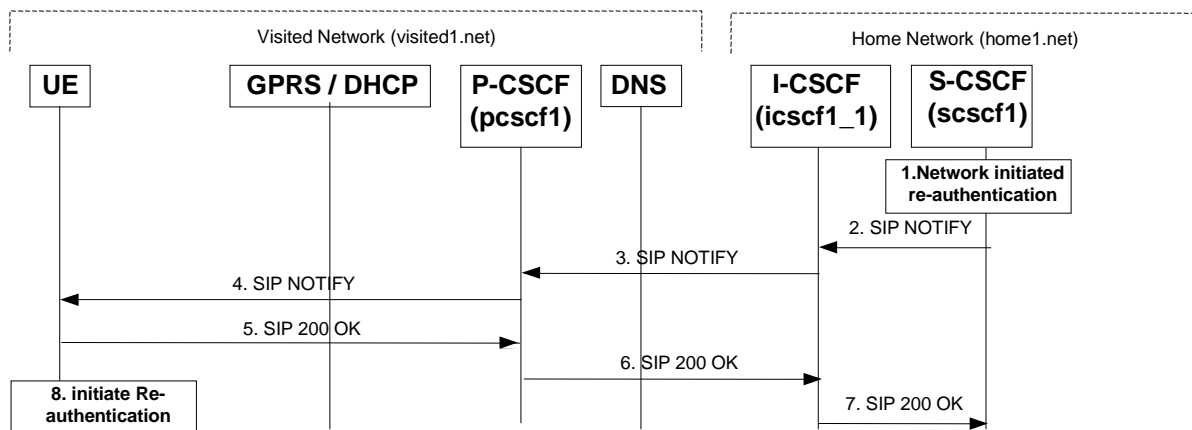 Visited Network (visited1.net)
Home Network (home1.net)
UE
GPRS / DHCP
P-CSCF
(pcscf1)
DNS
I-CSCF
(icscf1_1)
S-CSCF
(scscf1)
1.Network initiated
re-authentication
2. SIP NOTIFY
3. SIP NOTIFY
4. SIP NOTIFY
5. SIP 200 OK
6. SIP 200 OK
8. initiate Re-
authentication
7. SIP 200 OK